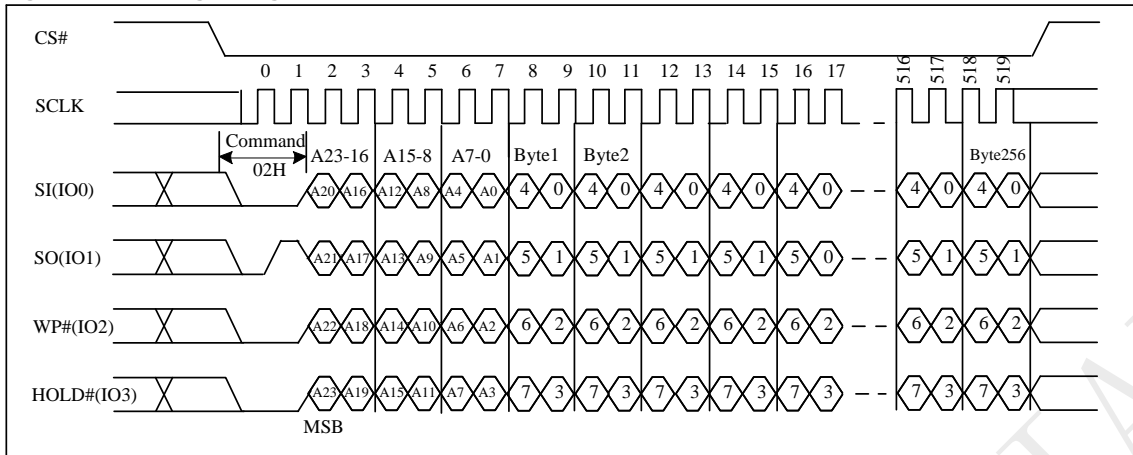 CS#
0 1 2 3 4 5 6 7 8 9 10 11 12 13 14 15 16 17 516 517 518 519
SCLK
Command
02H
A23-16 A15-8 A7-0 Byte1 Byte2 Byte256
SI(IO0) A20 A16 A12 A8 A4 A0 4 0 4 0 4 0 4 0 4 0 4 0 4 0
SO(IO1) A21 A17 A13 A9 A5 A1 5 1 5 1 5 1 5 1 5 0 5 1 5 1
WP#(IO2) A22 A18 A14 A10 A6 A2 6 2 6 2 6 2 6 2 6 2 6 2 6 2
HOLD#(IO3) A23 A19 A15 A11 A7 A3 7 3 7 3 7 3 7 3 7 3 7 3 7 3
MSB